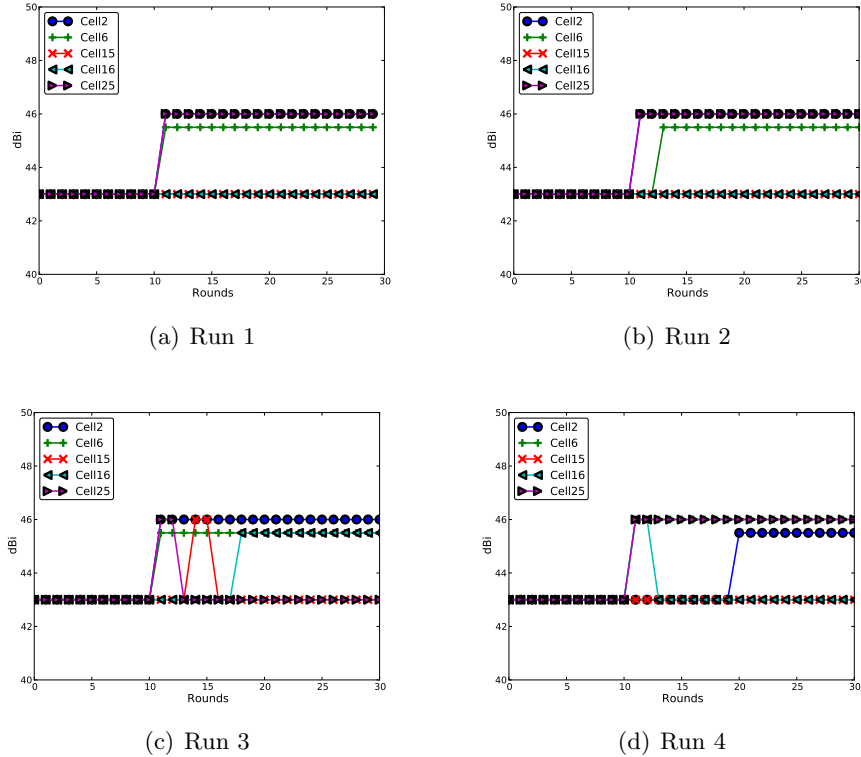 50
48
46
44
42
40
dBi
0 5 10 15 20 25 30
Rounds
Cell2
Cell6
Cell15
Cell16
Cell25
(a) Run 1
50
48
46
44
42
40
dBi
0 5 10 15 20 25 30
Rounds
Cell2
Cell6
Cell15
Cell16
Cell25
(b) Run 2
50
48
46
44
42
40
dBi
0 5 10 15 20 25 30
Rounds
Cell2
Cell6
Cell15
Cell16
Cell25
(c) Run 3
50
48
46
44
42
40
dBi
0 5 10 15 20 25 30
Rounds
Cell2
Cell6
Cell15
Cell16
Cell25
(d) Run 4